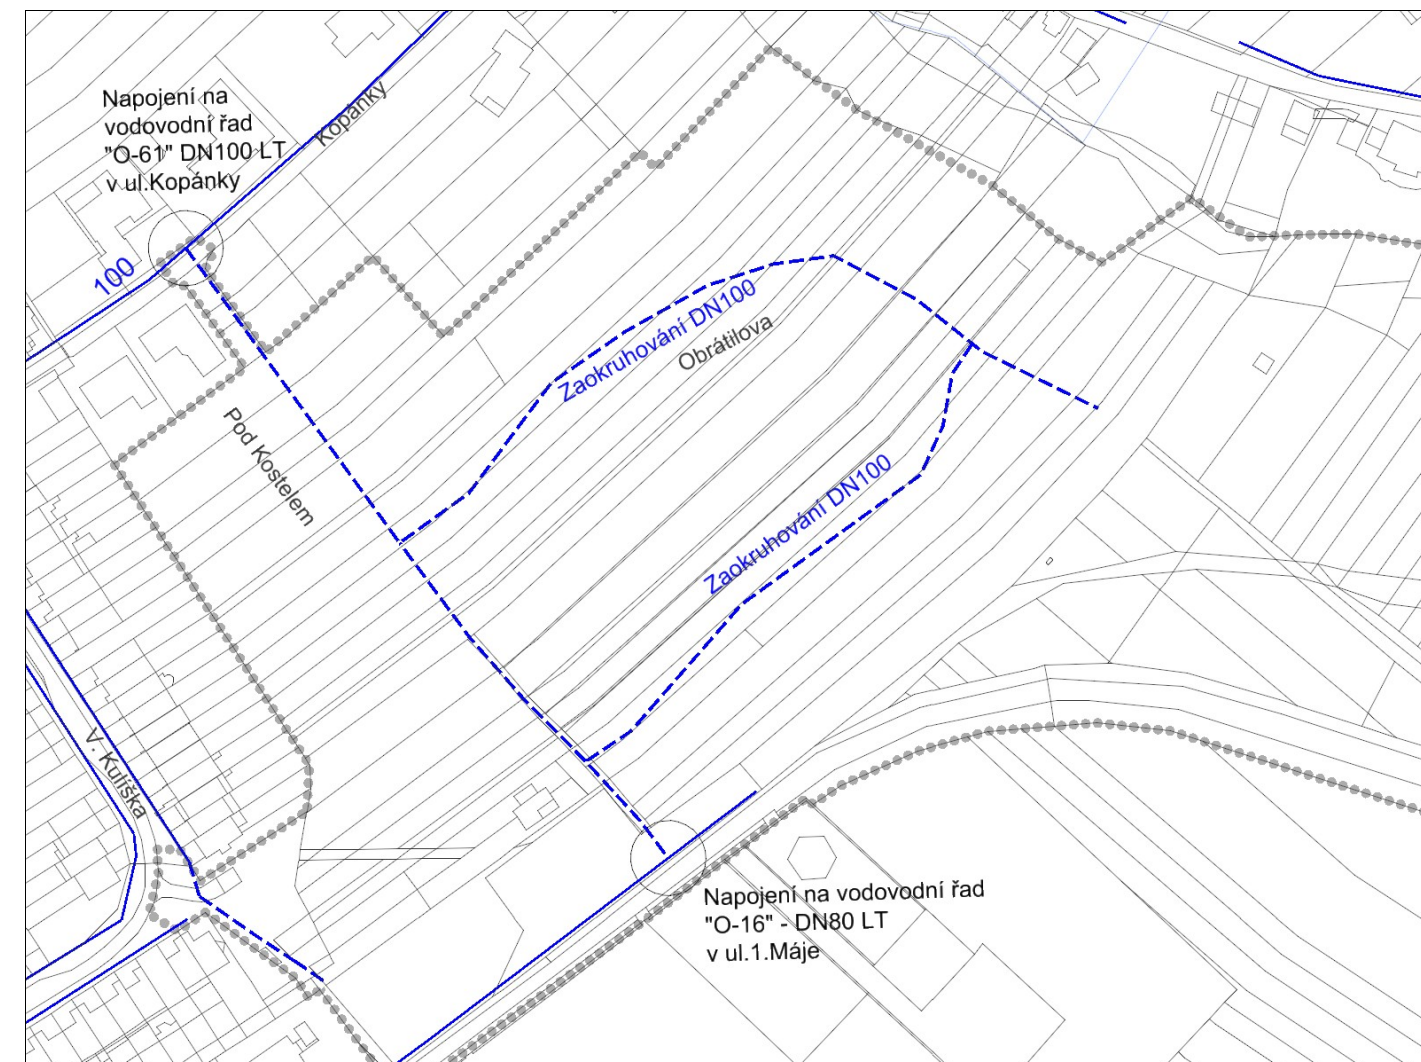 Napojení na
vodovodní řad
"O-61" DN100 LT
v ul.Kopánky
Kopánky
100
Zaokruhování DN100
Obrátilova
Pod Kostelem
Zaokruhování DN100
V. Kulíška
Napojení na vodovodní řad
"O-16" - DN80 LT
v ul.1.Máje